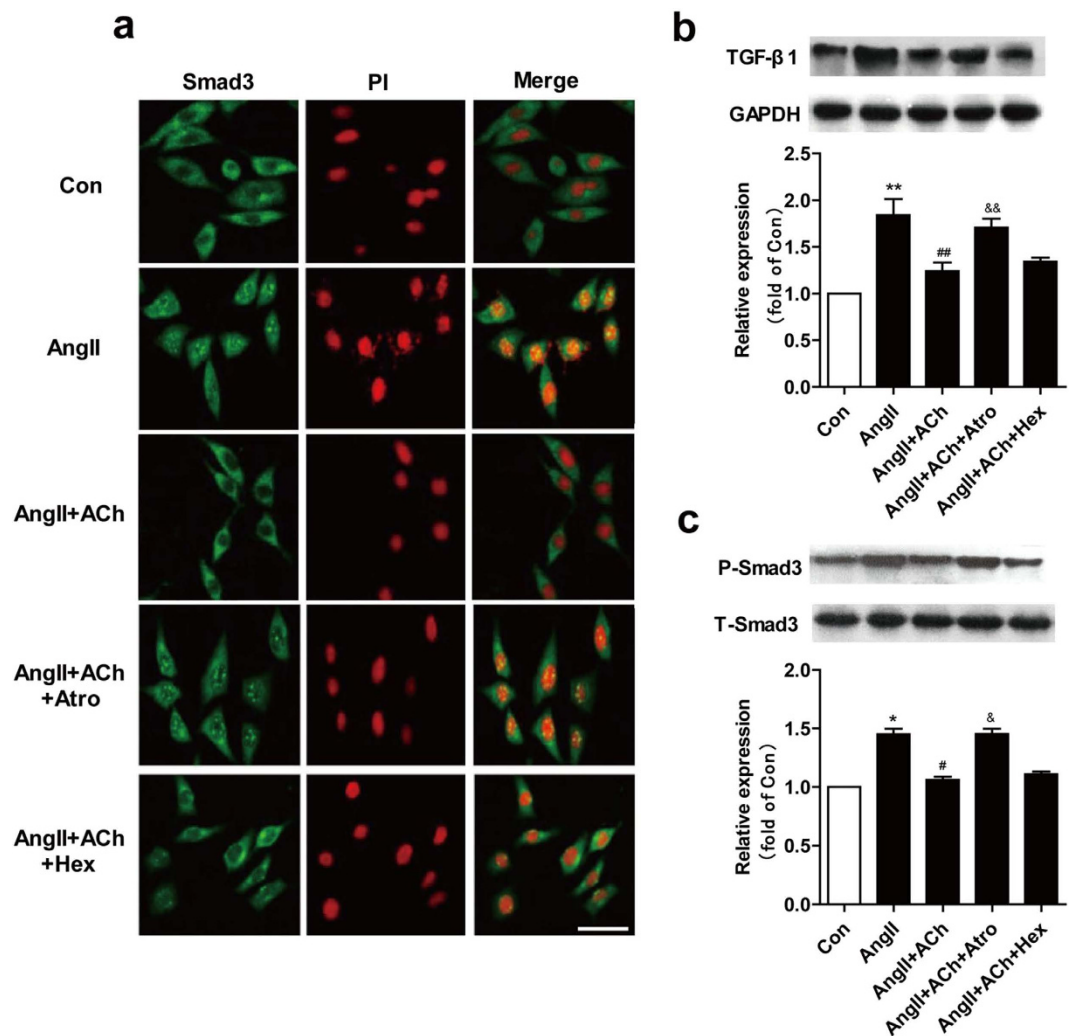 a
Smad3 PI Merge
Con
AngII
AngII+ACh
AngII+ACh
+Atro
AngII+ACh
+Hex
b
TGF-β1
GAPDH
Relative expression
(fold of Con)
2.5
2.0
1.5
1.0
0.5
0.0
**
##
&&
Con
AngII
AngII+ACh
AngII+ACh+Atro
AngII+ACh+Hex
c
P-Smad3
T-Smad3
Relative expression
(fold of Con)
2.0
1.5
1.0
0.5
0.0
*
#
&
Con
AngII
AngII+ACh
AngII+ACh+Atro
AngII+ACh+Hex